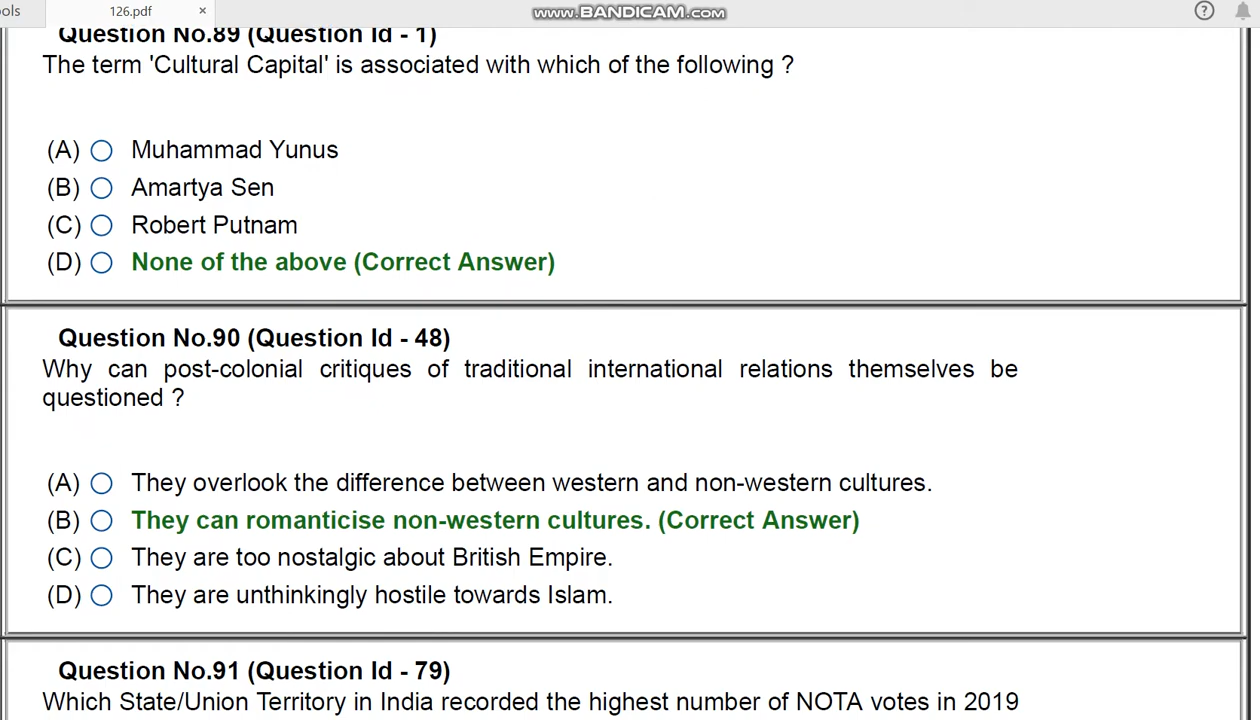 ols
126.pdf
×
www.BANDICAM.com
?
Question No.89 (Question Id - 1)
The term 'Cultural Capital' is associated with which of the following ?
(A) Muhammad Yunus
(B) Amartya Sen
(C) Robert Putnam
(D) None of the above (Correct Answer)
Question No.90 (Question Id - 48)
Why can post-colonial critiques of traditional international relations themselves be
questioned ?
(A) They overlook the difference between western and non-western cultures.
(B) They can romanticise non-western cultures. (Correct Answer)
(C) They are too nostalgic about British Empire.
(D) They are unthinkingly hostile towards Islam.
Question No.91 (Question Id - 79)
Which State/Union Territory in India recorded the highest number of NOTA votes in 2019